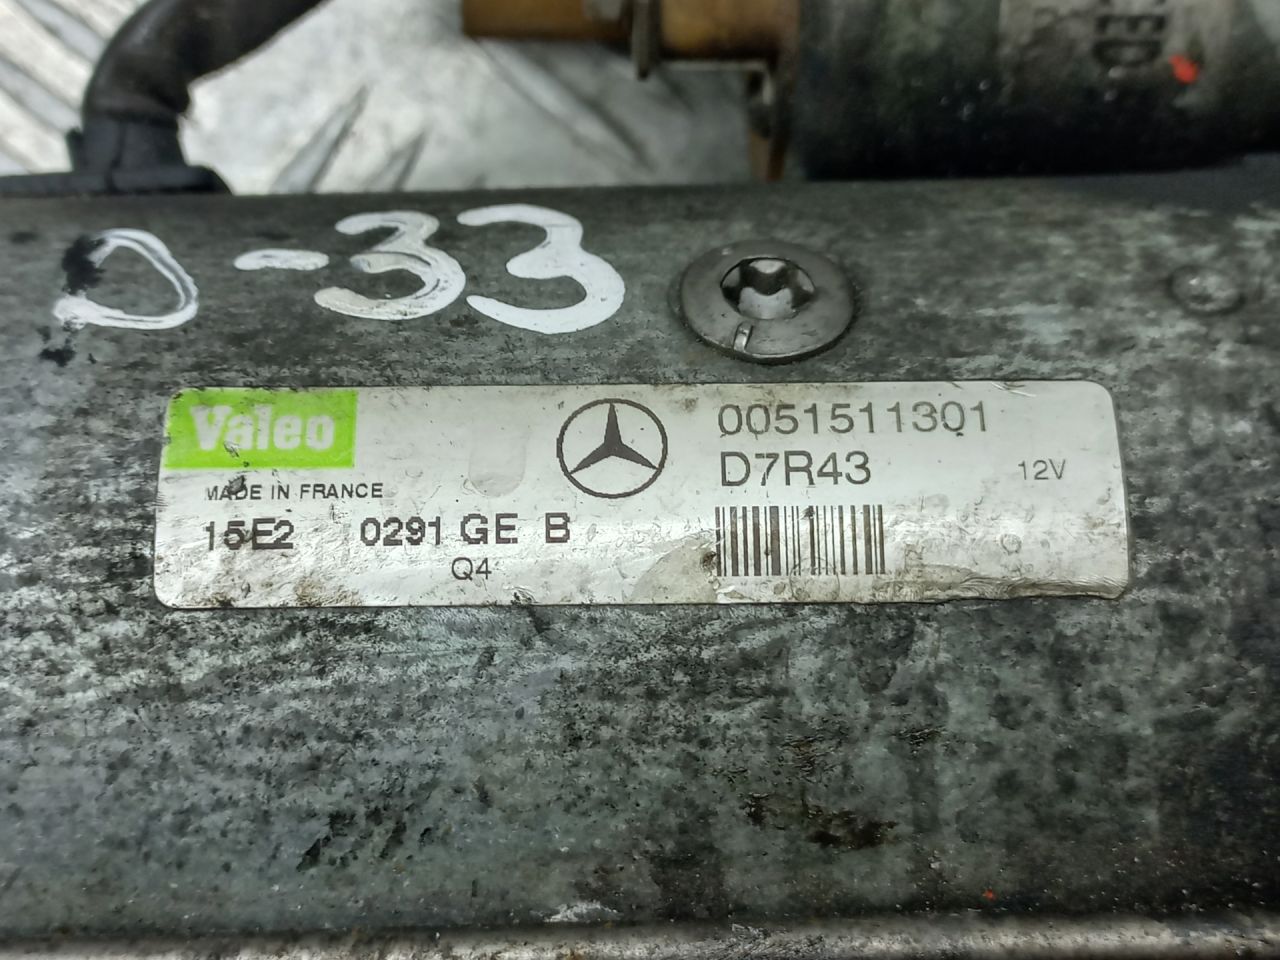 D-33
Valeo
0051511301
D7R43
12V
MADE IN FRANCE
15E2 0291 GE B
Q4